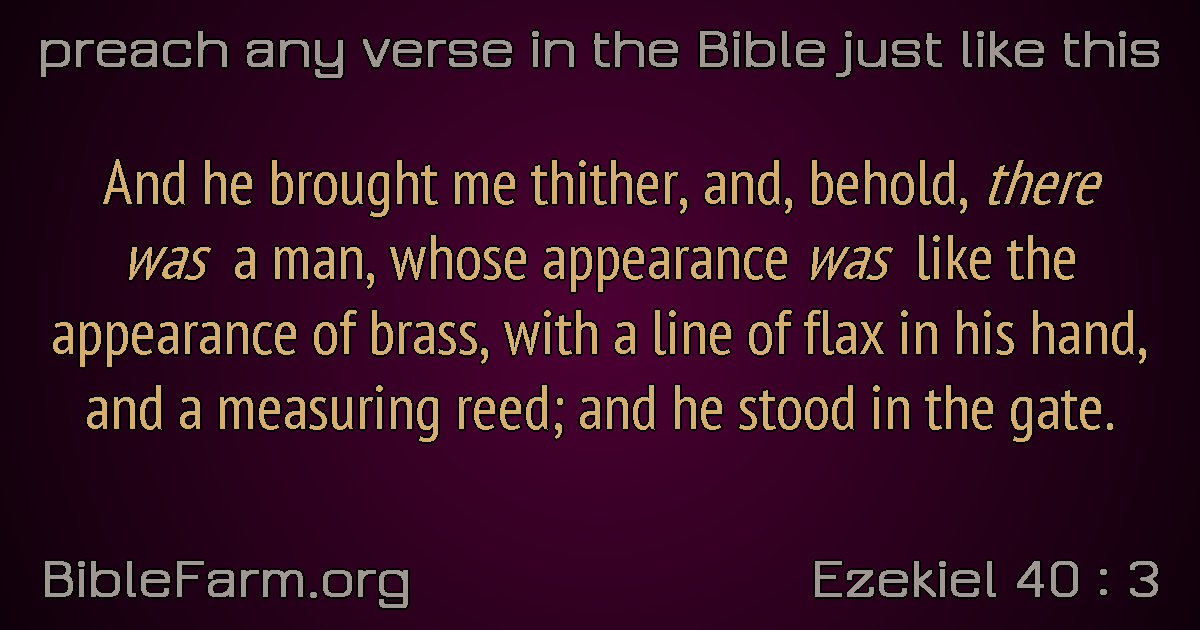 preach any verse in the Bible just like this
And he brought me thither, and, behold, there
was a man, whose appearance was like the
appearance of brass, with a line of flax in his hand,
and a measuring reed; and he stood in the gate.
BibleFarm.org
Ezekiel 40 : 3